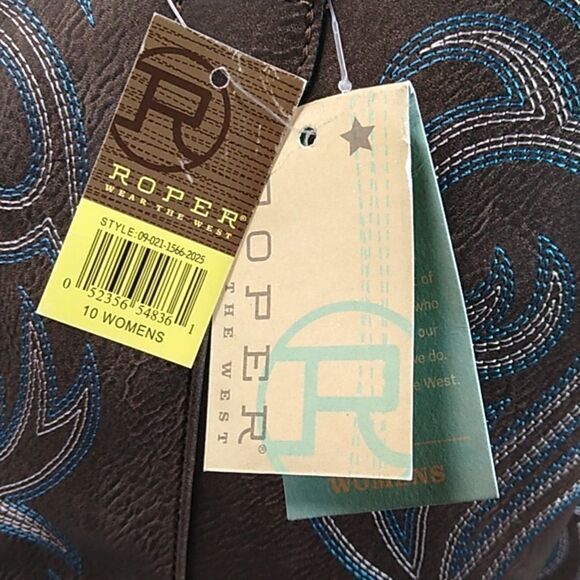 R
ROPER®
WEAR THE WEST
STYLE:09-021-1566-2025
0 52356 54836 1
10 WOMENS
ROPER®
THE WEST
R
of
who
our
we do.
West.
WOMENS